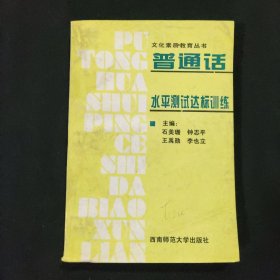 文化素质教育丛书
普通话
水平测试达标训练
主编:
石美珊 钟志平
王禹勋 李也立
西南师范大学出版社
PU
TONG
HUA
SHUI
PING
CE
SHI
DA
BIAO
XUN
LIAN